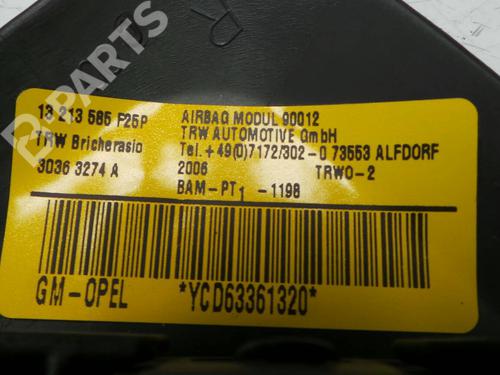 13 213 585 F25P
TRW Bricherasio
3036 3274 A
AIRBAG MODUL 90012
TRW AUTOMOTIVE GmbH
Tel.+49(0)7172/302-0 73553 ALFDORF
2006 TRWO-2
BAM-PT1 -1198
GM-OPEL *YCD63361320*
B-PARTS